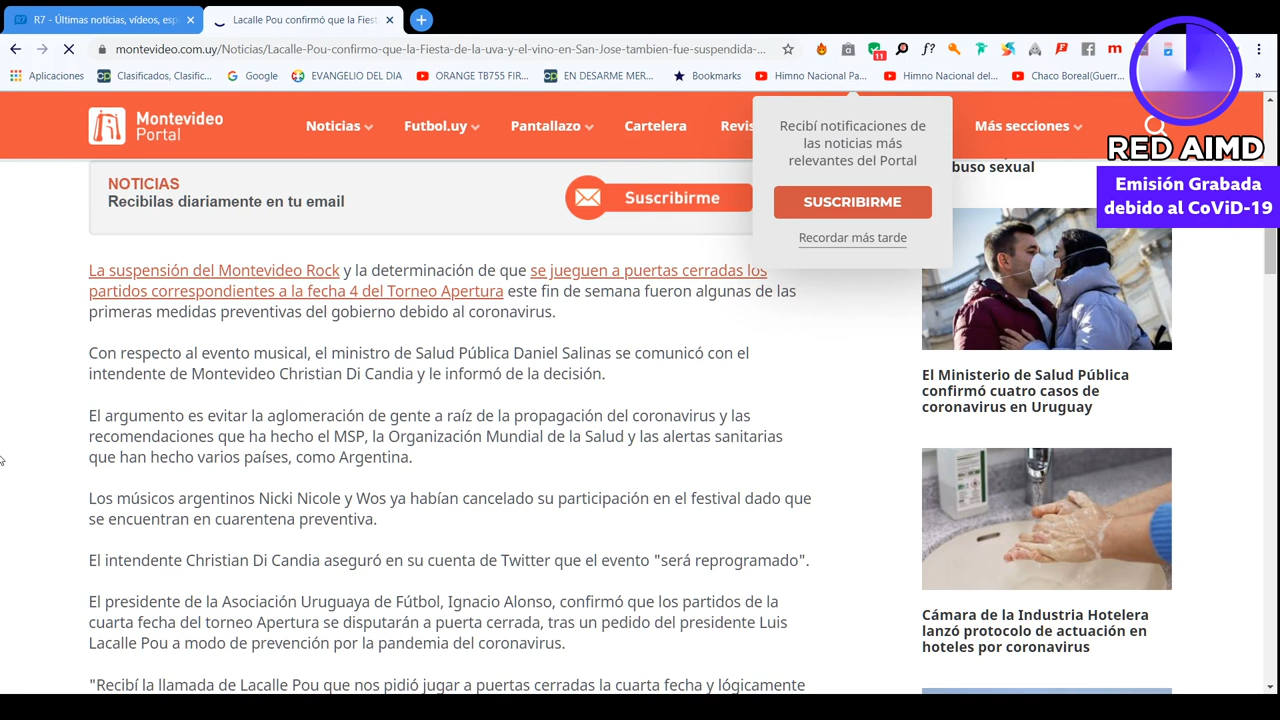 R7 - Últimas notícias, vídeos, esp
Lacalle Pou confirmó que la Fiest
montevideo.com.uy/Noticias/Lacalle-Pou-confirmo-que-la-Fiesta-de-la-uva-y-el-vino-en-San-Jose-tambien-fue-suspendida-...
Aplicaciones
Clasificados, Clasific...
Google
EVANGELIO DEL DIA
ORANGE TB755 FIR...
EN DESARME MER...
Bookmarks
Himno Nacional Pa...
Himno Nacional del...
Chaco Boreal(Guerr...
»
11
RED AIMD
Emisión Grabada
debido al CoViD-19
Montevideo
Portal
Noticias
Futbol.uy
Pantallazo
Cartelera
Revis
Más secciones
Recibí notificaciones de
las noticias más
relevantes del Portal
SUSCRIBIRME
Recordar más tarde
NOTICIAS
Recibilas diariamente en tu email
Suscribirme
La suspensión del Montevideo Rock y la determinación de que se jueguen a puertas cerradas los
partidos correspondientes a la fecha 4 del Torneo Apertura este fin de semana fueron algunas de las
primeras medidas preventivas del gobierno debido al coronavirus.
Con respecto al evento musical, el ministro de Salud Pública Daniel Salinas se comunicó con el
intendente de Montevideo Christian Di Candia y le informó de la decisión.
El argumento es evitar la aglomeración de gente a raíz de la propagación del coronavirus y las
recomendaciones que ha hecho el MSP, la Organización Mundial de la Salud y las alertas sanitarias
que han hecho varios países, como Argentina.
Los músicos argentinos Nicki Nicole y Wos ya habían cancelado su participación en el festival dado que
se encuentran en cuarentena preventiva.
El intendente Christian Di Candia aseguró en su cuenta de Twitter que el evento "será reprogramado".
El presidente de la Asociación Uruguaya de Fútbol, Ignacio Alonso, confirmó que los partidos de la
cuarta fecha del torneo Apertura se disputarán a puerta cerrada, tras un pedido del presidente Luis
Lacalle Pou a modo de prevención por la pandemia del coronavirus.
"Recibí la llamada de Lacalle Pou que nos pidió jugar a puertas cerradas la cuarta fecha y lógicamente
buso sexual
El Ministerio de Salud Pública
confirmó cuatro casos de
coronavirus en Uruguay
Cámara de la Industria Hotelera
lanzó protocolo de actuación en
hoteles por coronavirus